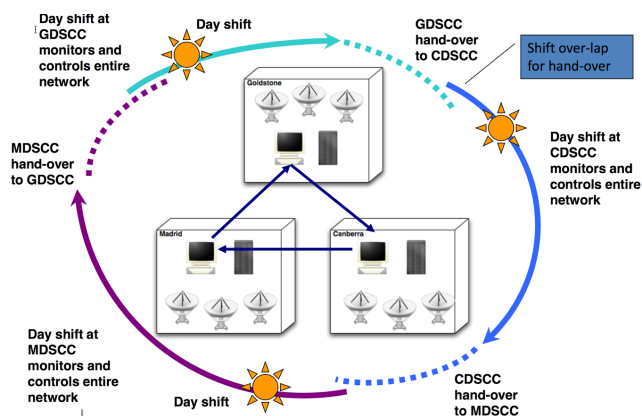 Day shift at
GDSCC
monitors and
controls entire
network
Day shift
GDSCC
hand-over
to CDSCC
Shift over-lap
for hand-over
Goldstone
MDSCC
hand-over
to GDSCC
Day shift at
CDSCC
monitors and
controls entire
network
Madrid
Canberra
Day shift at
MDSCC
monitors and
controls entire
network
Day shift
CDSCC
hand-over
to MDSCC